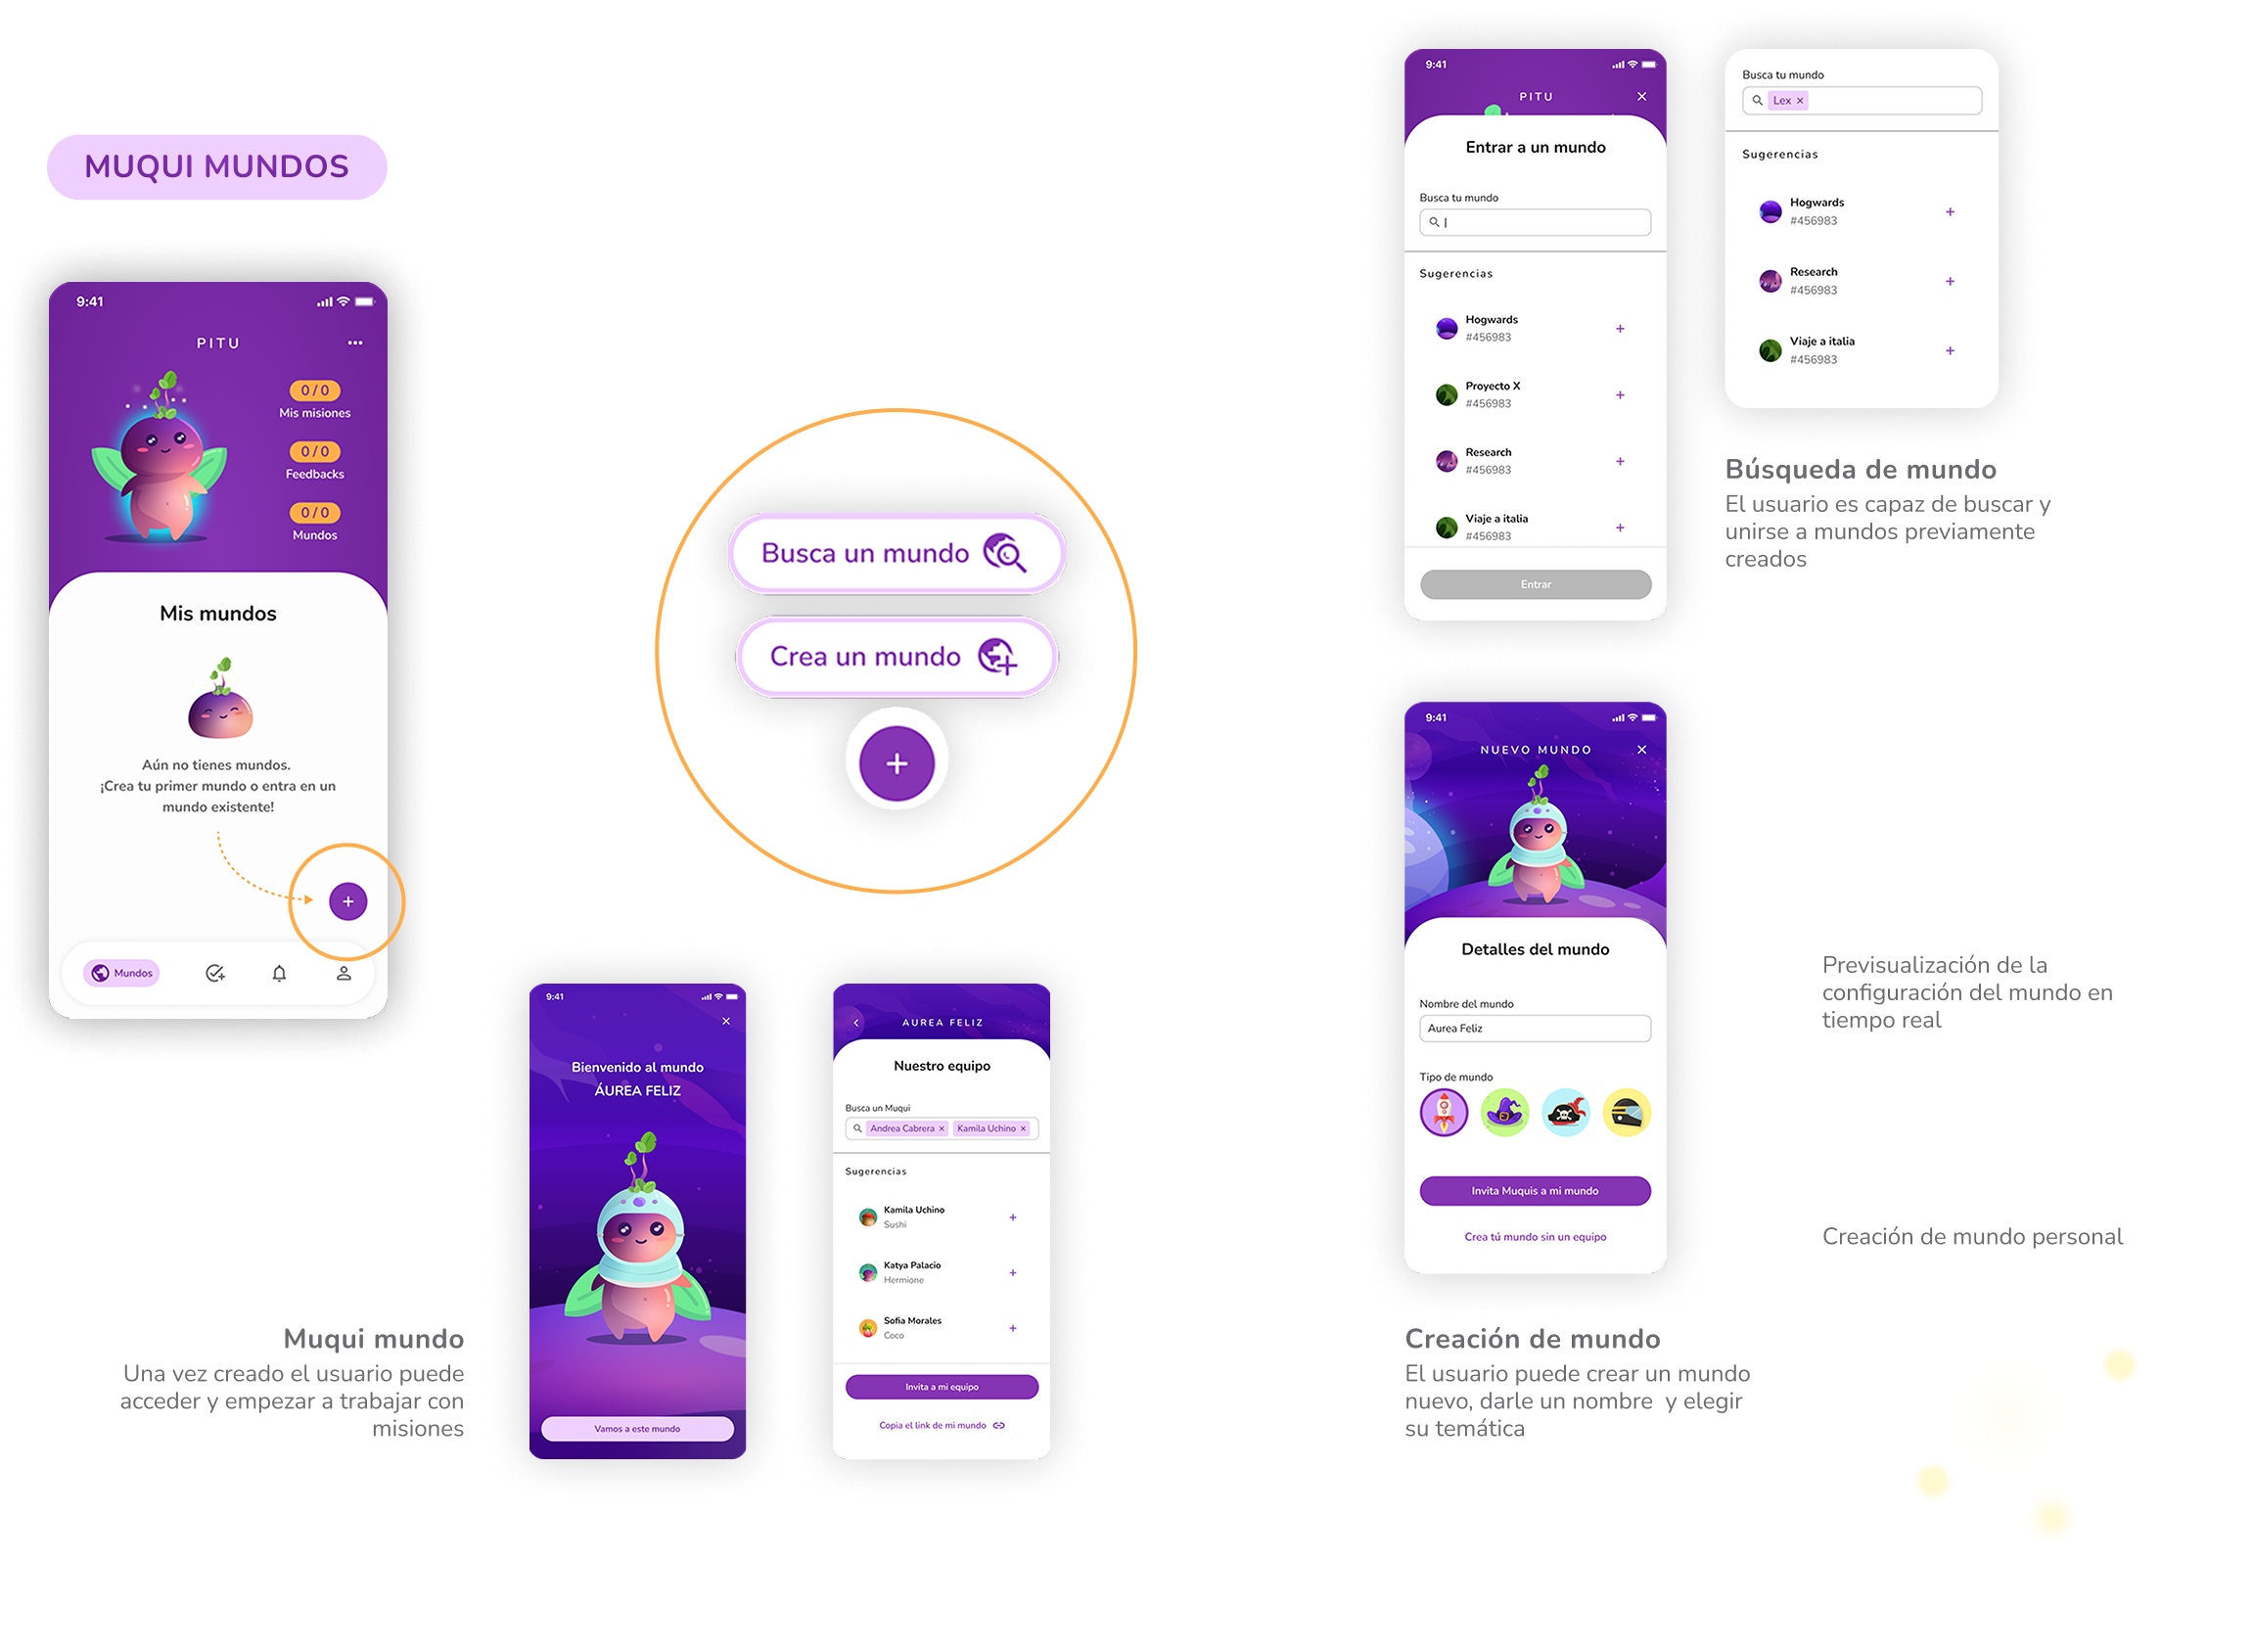 MUQUI MUNDOS
9:41
PITU
0 / 0
Mis misiones
0 / 0
Feedbacks
0 / 0
Mundos
Mis mundos
Aún no tienes mundos.
¡Crea tu primer mundo o entra en un
mundo existente!
Mundos
Busca un mundo
Crea un mundo
9:41
PITU
Entrar a un mundo
Busca tu mundo
Sugerencias
Hogwards
#456983
Proyecto X
#456983
Research
#456983
Viaje a italia
#456983
Entrar
Busca tu mundo
Lex
Sugerencias
Hogwards
#456983
Research
#456983
Viaje a italia
#456983
Búsqueda de mundo
El usuario es capaz de buscar y
unirse a mundos previamente
creados
9:41
NUEVO MUNDO
Detalles del mundo
Nombre del mundo
Aurea Feliz
Tipo de mundo
Invita Muquis a mi mundo
Crea tú mundo sin un equipo
Previsualización de la
configuración del mundo en
tiempo real
Creación de mundo personal
Creación de mundo
El usuario puede crear un mundo
nuevo, darle un nombre  y elegir
su temática
Muqui mundo
Una vez creado el usuario puede
acceder y empezar a trabajar con
misiones
9:41
Bienvenido al mundo
ÁUREA FELIZ
Vamos a este mundo
AUREA FELIZ
Nuestro equipo
Busca un Muqui
Andrea Cabrera
Kamila Uchino
Sugerencias
Kamila Uchino
Sushi
Katya Palacio
Hermione
Sofia Morales
Coco
Invita a mi equipo
Copia el link de mi mundo